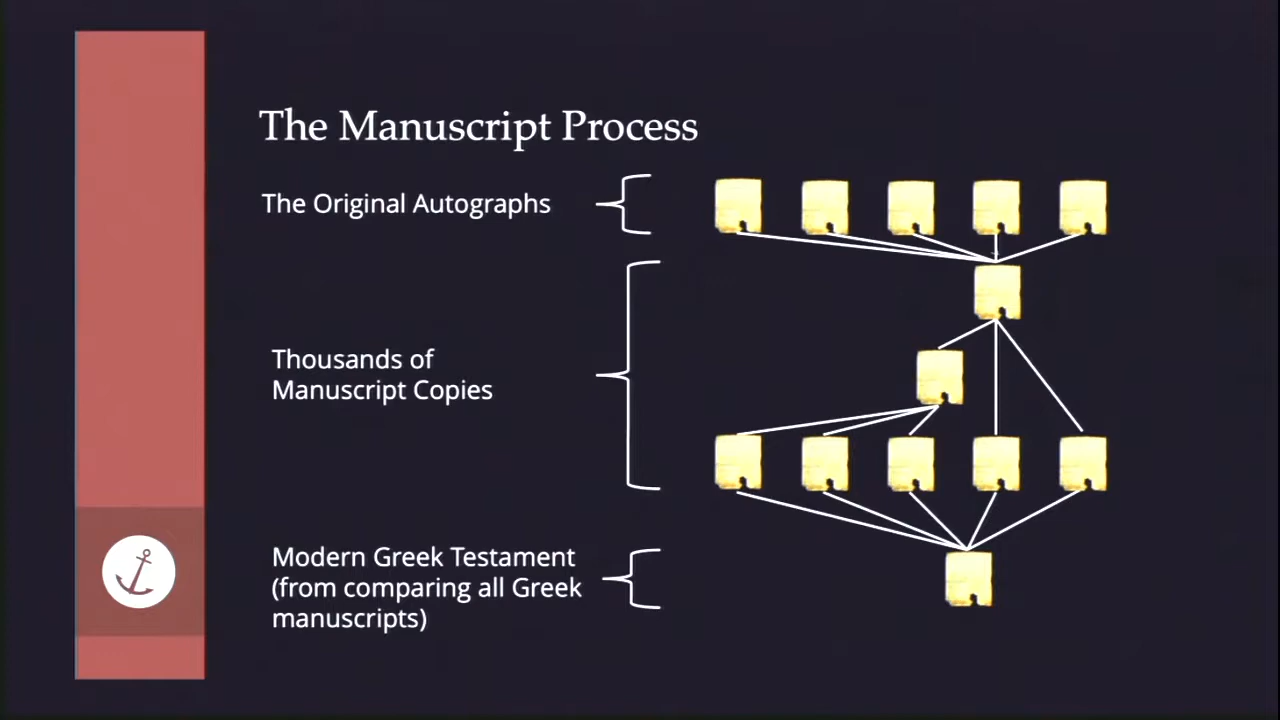 The Manuscript Process
The Original Autographs
Thousands of
Manuscript Copies
Modern Greek Testament
(from comparing all Greek
manuscripts)